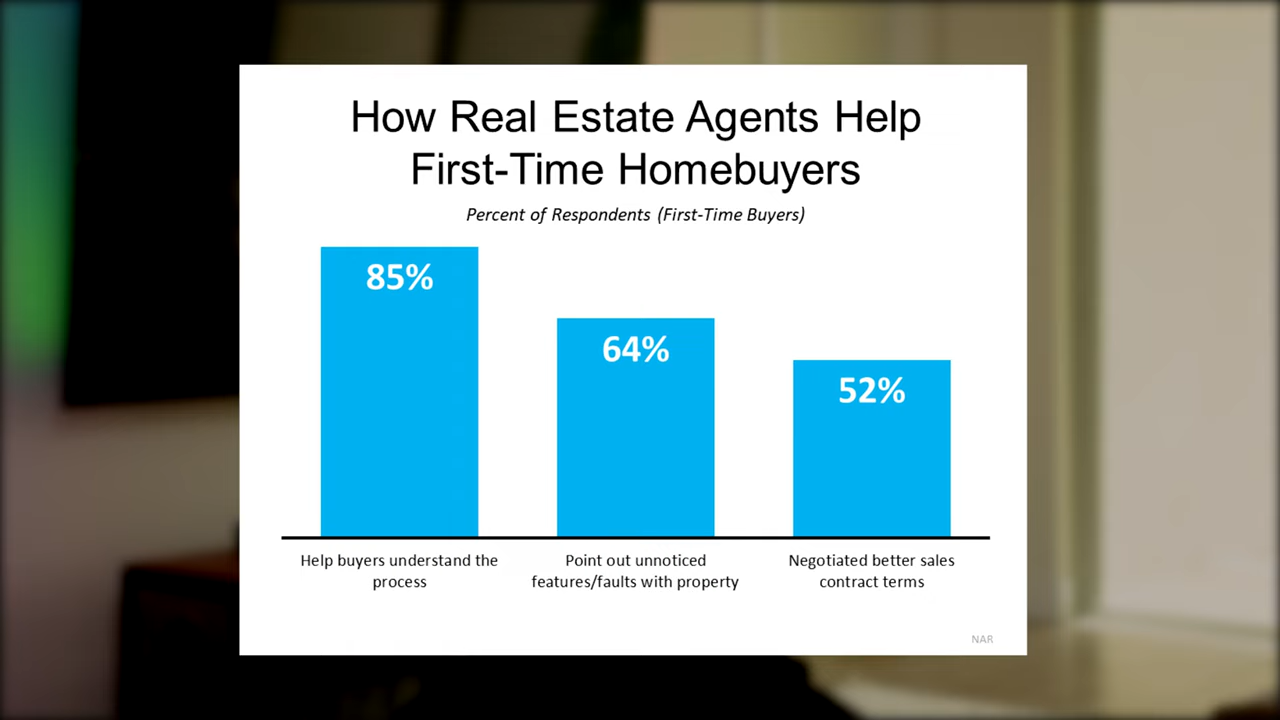 How Real Estate Agents Help
First-Time Homebuyers
Percent of Respondents (First-Time Buyers)
85%
64%
52%
Help buyers understand the
process
Point out unnoticed
features/faults with property
Negotiated better sales
contract terms
NAR